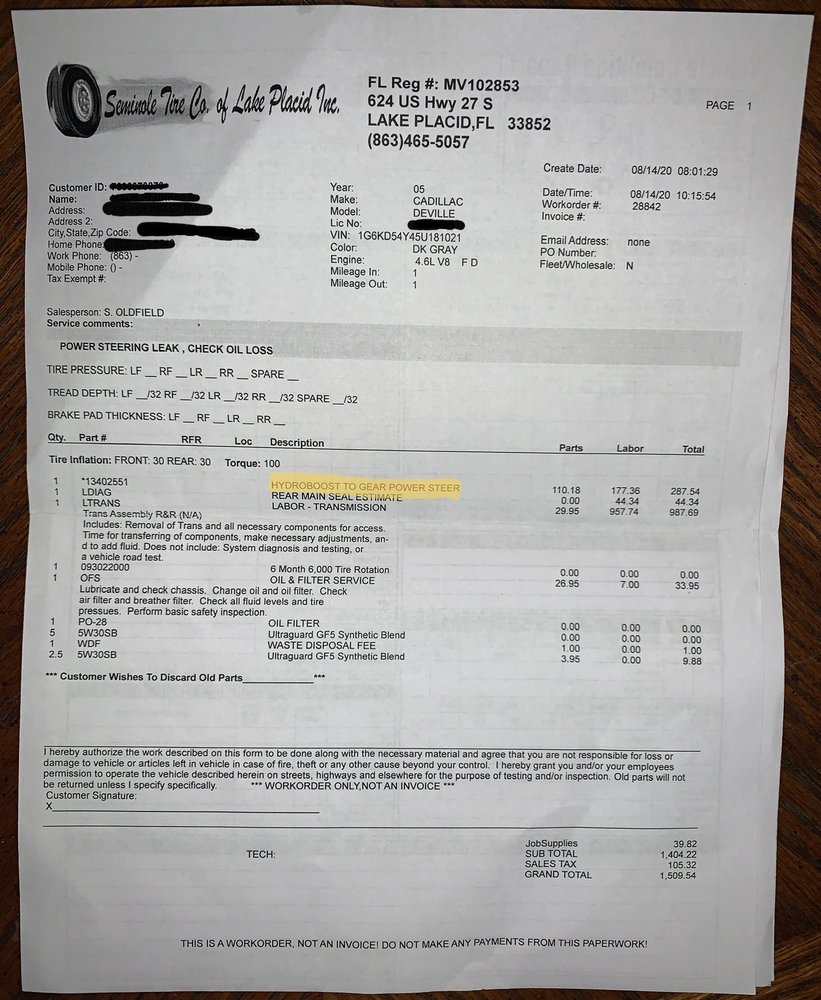 Seminole Tire Co. of Lake Placid Inc.
FL Reg #: MV102853
624 US Hwy 27 S
LAKE PLACID,FL 33852
(863)465-5057
PAGE 1
Create Date: 08/14/20 08:01:29
Date/Time: 08/14/20 10:15:54
Workorder #: 28842
Invoice #:
Email Address: none
PO Number:
Fleet/Wholesale: N
Customer ID:
Name:
Address:
Address 2:
City,State,Zip Code:
Home Phone:
Work Phone: (863) -
Mobile Phone: () -
Tax Exempt #:
Year: 05
Make: CADILLAC
Model: DEVILLE
Lic No:
VIN: 1G6KD54Y45U181021
Color: DK GRAY
Engine: 4.6L V8 F D
Mileage In: 1
Mileage Out: 1
Salesperson: S. OLDFIELD
Service comments:
POWER STEERING LEAK , CHECK OIL LOSS
TIRE PRESSURE: LF __ RF __ LR __ RR __ SPARE __
TREAD DEPTH: LF __/32 RF __/32 LR __/32 RR __/32 SPARE __/32
BRAKE PAD THICKNESS: LF __ RF __ LR __ RR __
Qty. Part # RFR Loc Description Parts Labor Total
Tire Inflation: FRONT: 30 REAR: 30 Torque: 100
1 *13402551 HYDROBOOST TO GEAR POWER STEER 110.18 177.36 287.54
1 LDIAG REAR MAIN SEAL ESTIMATE 0.00 44.34 44.34
1 LTRANS LABOR - TRANSMISSION 29.95 957.74 987.69
Trans Assembly R&R (N/A)
Includes: Removal of Trans and all necessary components for access.
Time for transferring of components, make necessary adjustments, an-
d to add fluid. Does not include: System diagnosis and testing, or
a vehicle road test.
1 093022000 6 Month 6,000 Tire Rotation 0.00 0.00 0.00
1 OFS OIL & FILTER SERVICE 26.95 7.00 33.95
Lubricate and check chassis. Change oil and oil filter. Check
air filter and breather filter. Check all fluid levels and tire
pessues. Perform basic safety inspection.
1 PO-28 OIL FILTER 0.00 0.00 0.00
5 5W30SB Ultraguard GF5 Synthetic Blend 0.00 0.00 0.00
1 WDF WASTE DISPOSAL FEE 1.00 0.00 1.00
2.5 5W30SB Ultraguard GF5 Synthetic Blend 3.95 0.00 9.88
*** Customer Wishes To Discard Old Parts____________***
I hereby authorize the work described on this form to be done along with the necessary material and agree that you are not responsible for loss or
damage to vehicle or articles left in vehicle in case of fire, theft or any other cause beyond your control. I hereby grant you and/or your employees
permission to operate the vehicle described herein on streets, highways and elsewhere for the purpose of testing and/or inspection. Old parts will not
be returned unless I specify specifically. *** WORKORDER ONLY,NOT AN INVOICE ***
Customer Signature:
X
TECH:
JobSupplies 39.82
SUB TOTAL 1,404.22
SALES TAX 105.32
GRAND TOTAL 1,509.54
THIS IS A WORKORDER, NOT AN INVOICE! DO NOT MAKE ANY PAYMENTS FROM THIS PAPERWORK!